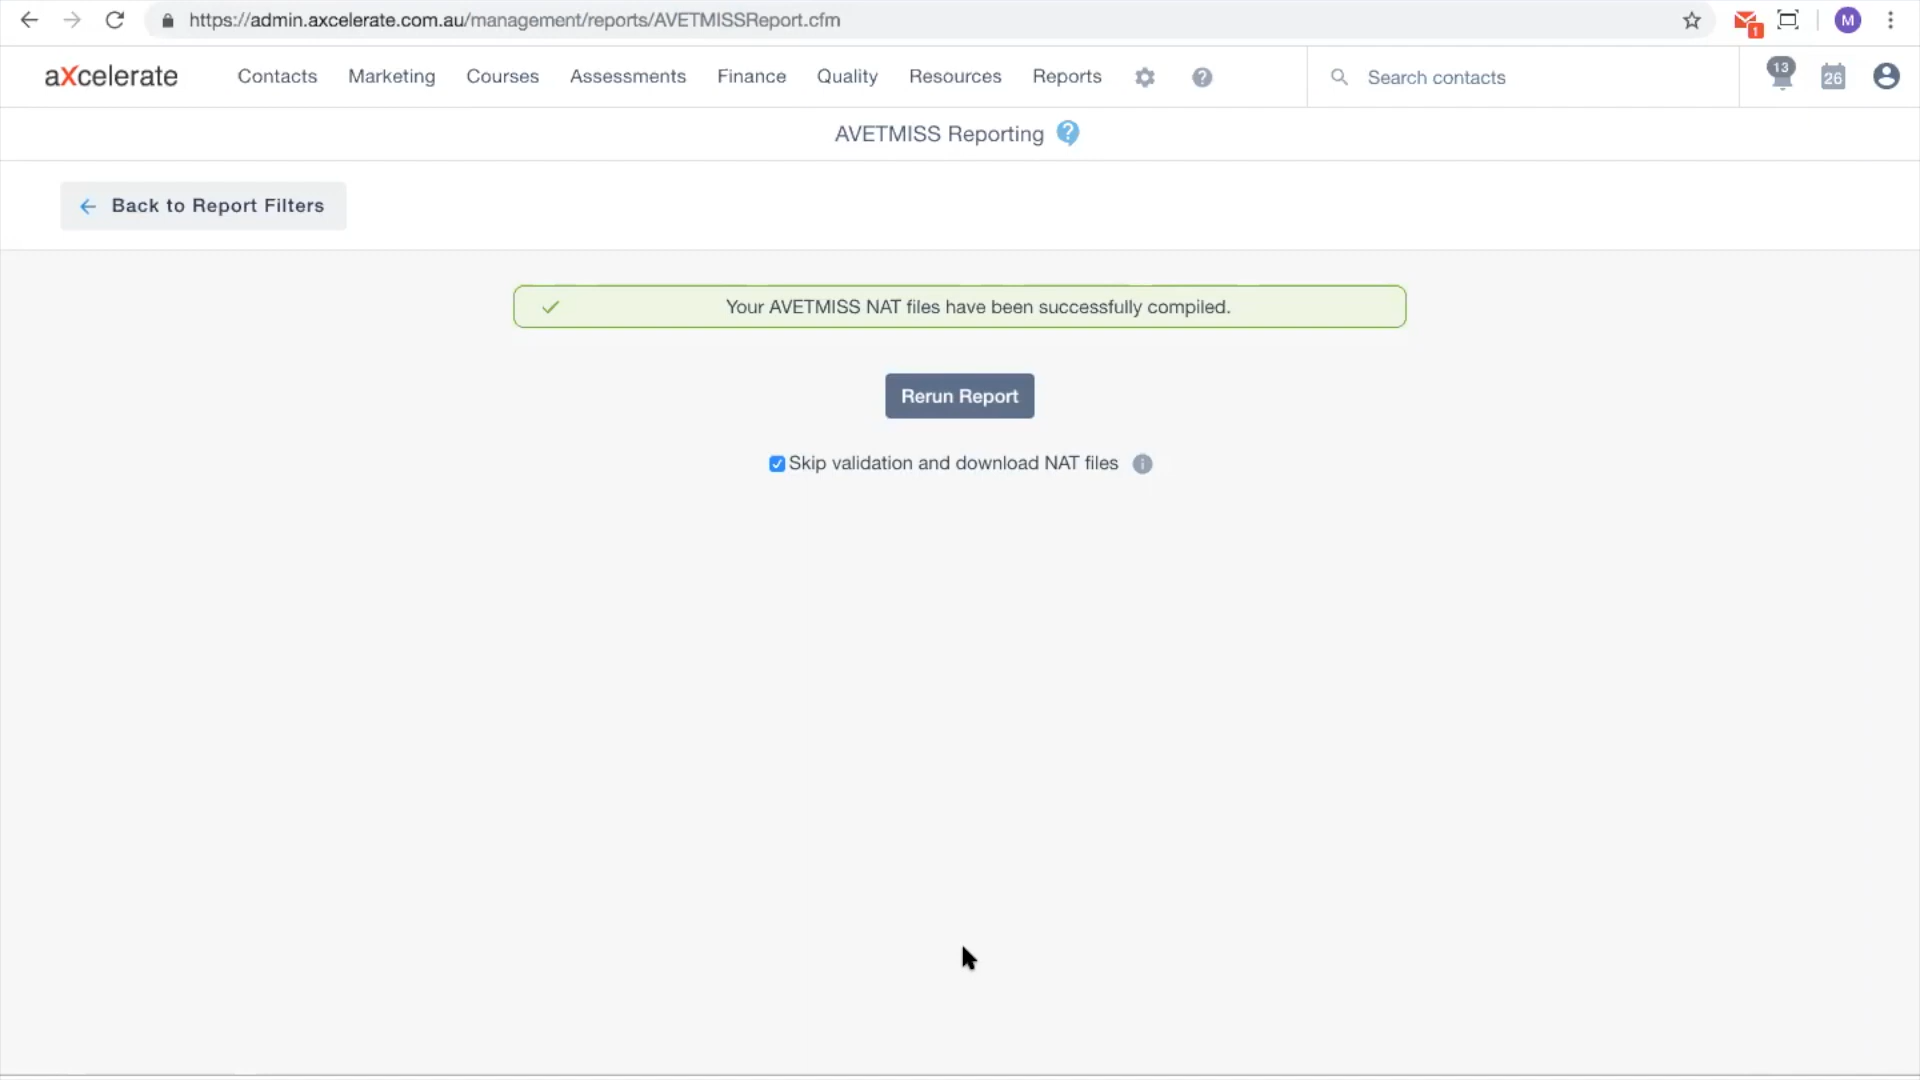 https://admin.axcelerate.com.au/management/reports/AVETMISSReport.cfm
1
M
aXcelerate Contacts Marketing Courses Assessments Finance Quality Resources Reports ? Search contacts 13 26
AVETMISS Reporting ?
← Back to Report Filters
Your AVETMISS NAT files have been successfully compiled.
Rerun Report
Skip validation and download NAT files i